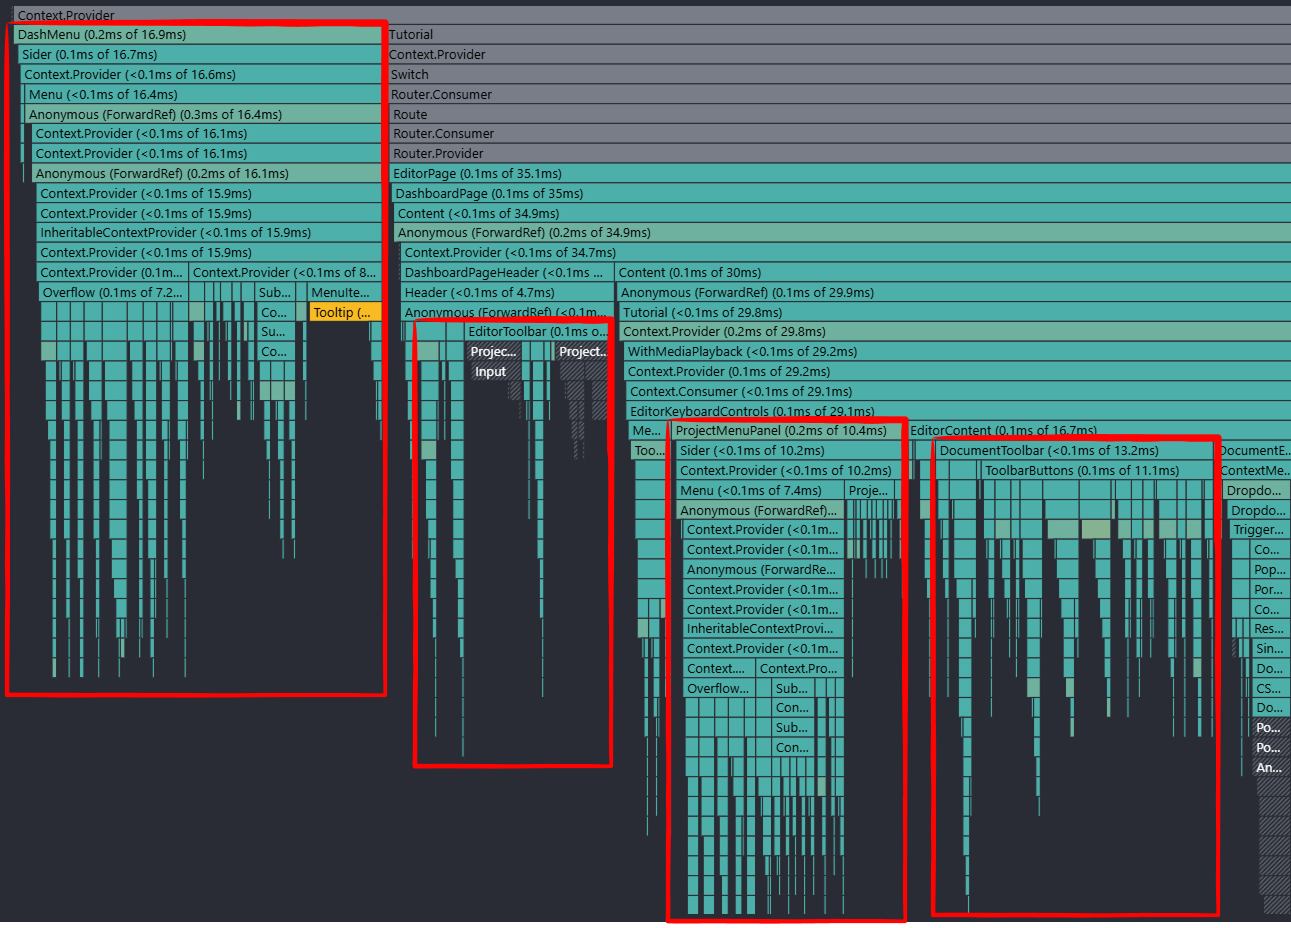 Context.Provider
DashMenu (0.2ms of 16.9ms) Tutorial
Sider (0.1ms of 16.7ms) Context.Provider
Context.Provider (<0.1ms of 16.6ms) Switch
Menu (<0.1ms of 16.4ms) Router.Consumer
Anonymous (ForwardRef) (0.3ms of 16.4ms) Route
Context.Provider (<0.1ms of 16.1ms) Router.Consumer
Context.Provider (<0.1ms of 16.1ms) Router.Provider
Anonymous (ForwardRef) (0.2ms of 16.1ms) EditorPage (0.1ms of 35.1ms)
Context.Provider (<0.1ms of 15.9ms) DashboardPage (0.1ms of 35ms)
Context.Provider (<0.1ms of 15.9ms) Content (<0.1ms of 34.9ms)
InheritableContextProvider (<0.1ms of 15.9ms) Anonymous (ForwardRef) (0.2ms of 34.9ms)
Context.Provider (<0.1ms of 15.9ms) Context.Provider (<0.1ms of 34.7ms)
Context.Provider (0.1m... Context.Provider (<0.1ms of 8... DashboardPageHeader (<0.1ms ... Content (0.1ms of 30ms)
Overflow (0.1ms of 7.2... Sub... MenuIte... Header (<0.1ms of 4.7ms) Anonymous (ForwardRef) (0.1ms of 29.9ms)
Co... Tooltip (... Anonymous (ForwardRef) (<0.1m... Tutorial (<0.1ms of 29.8ms)
Su... EditorToolbar (0.1ms o... Context.Provider (0.2ms of 29.8ms)
Co... Projec... Project... WithMediaPlayback (<0.1ms of 29.2ms)
Input Context.Provider (<0.1ms of 29.2ms)
Context.Consumer (<0.1ms of 29.1ms)
EditorKeyboardControls (0.1ms of 29.1ms)
Me... ProjectMenuPanel (0.2ms of 10.4ms) EditorContent (0.1ms of 16.7ms)
Too... Sider (<0.1ms of 10.2ms) DocumentToolbar (<0.1ms of 13.2ms) DocumentE...
Context.Provider (<0.1ms of 10.2ms) ToolbarButtons (0.1ms of 11.1ms) ContextMe...
Menu (<0.1ms of 7.4ms) Proje... Dropdo...
Anonymous (ForwardRef)... Dropdo...
Context.Provider (<0.1m... Trigger...
Context.Provider (<0.1m... Co...
Anonymous (ForwardRe... Pop...
Context.Provider (<0.1m... Por...
Context.Provider (<0.1m... Co...
InheritableContextProvi... Res...
Context.Provider (<0.1m... Sin...
Context.... Context.Pro... Do...
Overflow... Sub... CS...
Con... Do...
Sub... Po...
Con... Po...
An...